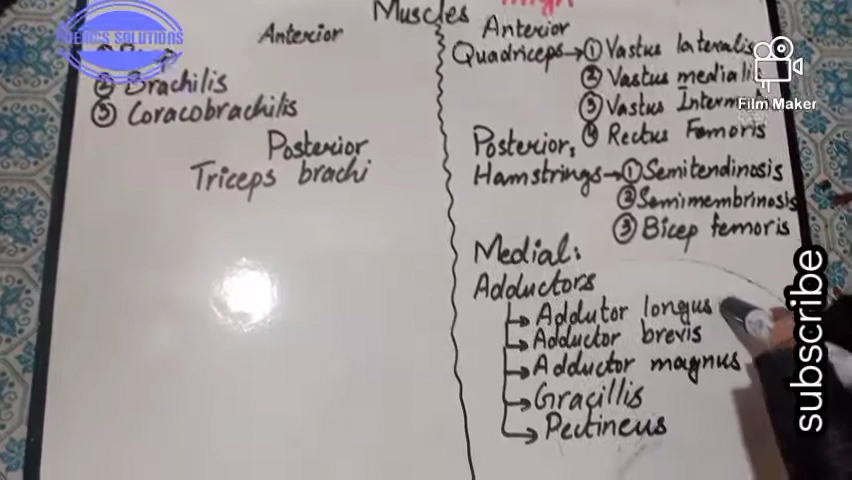 Muscles
Anterior
② Brachilis
③ Coracobrachilis
Posterior
Triceps brachi
Anterior
Quadriceps → ① Vastus lateralis
② Vastus medialis
③ Vastus
④ Rectus Femoris
Posterior:
Hamstrings → ① Semitendinosis
② Semimembrinosis
③ Bicep femoris
Medial:
Adductors
→ Addutor longus
→ Adductor brevis
→ Adductor magnus
→ Gracillis
→ Pectineus
SOLUTIONS
Film Maker
subscribe